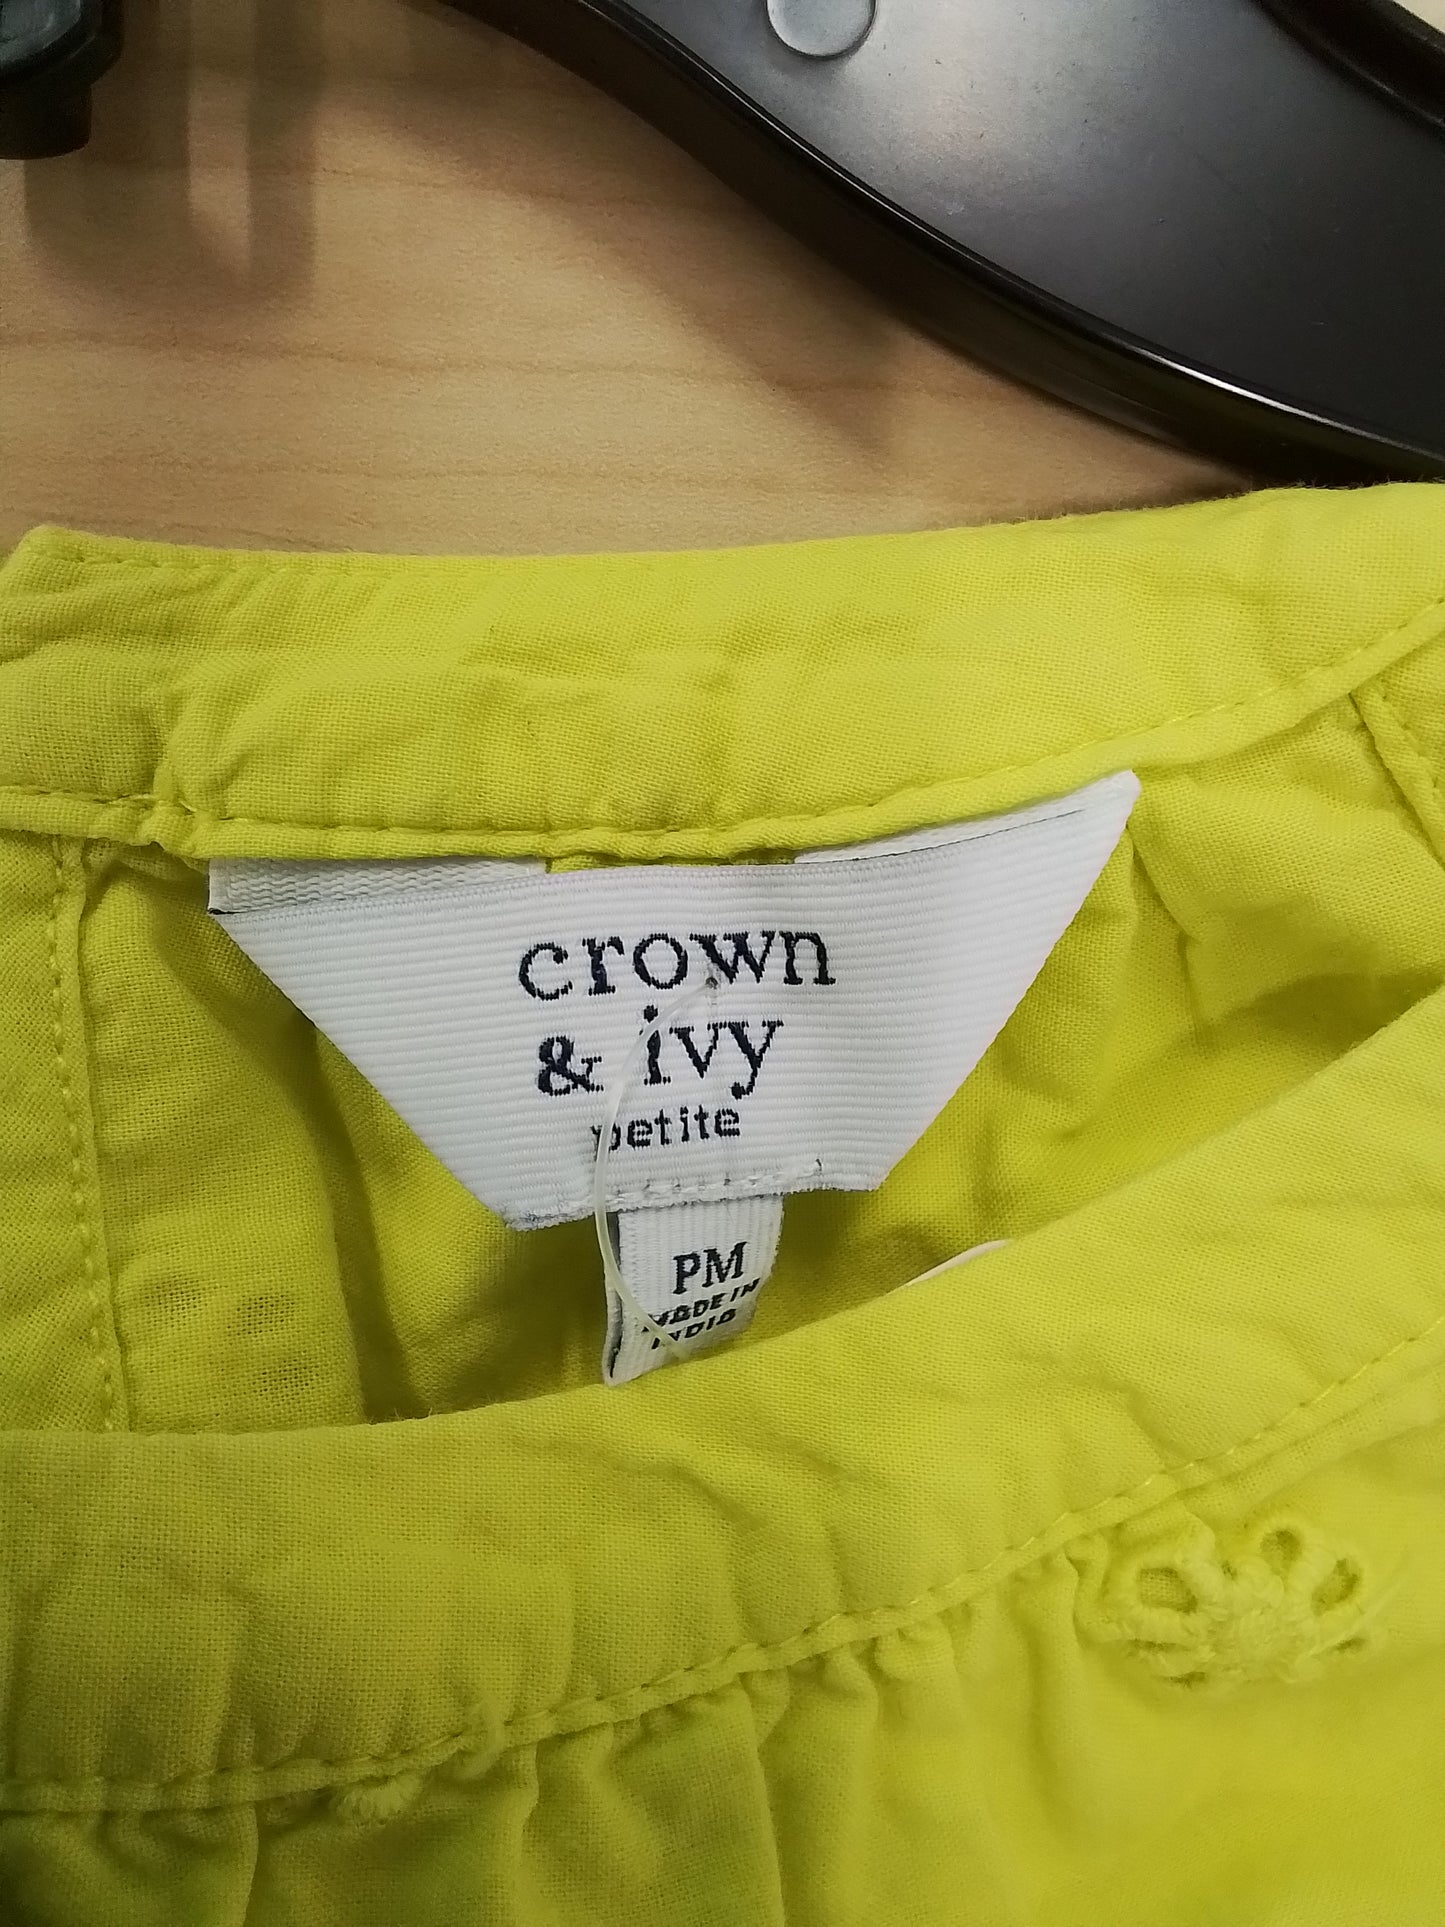 crown
& ivy
petite
PM
MADE IN
INDIA